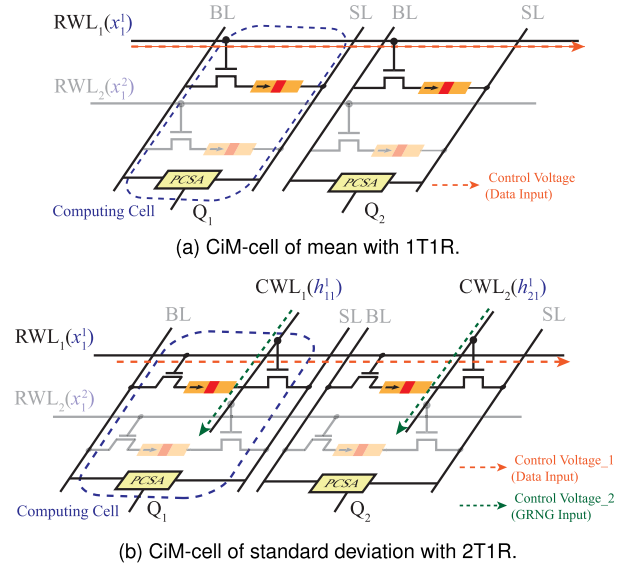 BL SL BL SL
RWL₁(x₁¹)
RWL₂(x₁²)
PCSA PCSA
Control Voltage
(Data Input)
Computing Cell
Q₁ Q₂
(a) CiM-cell of mean with 1T1R.
CWL₁(h₁₁¹) CWL₂(h₂₁¹)
BL SL BL SL
RWL₁(x₁¹)
RWL₂(x₁²)
PCSA PCSA
Control Voltage_1
(Data Input)
Computing Cell
Q₁ Q₂
Control Voltage_2
(GRNG Input)
(b) CiM-cell of standard deviation with 2T1R.